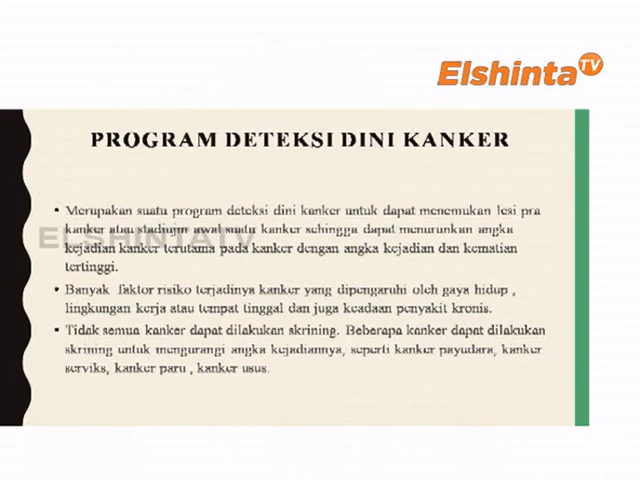 Elshinta TV
PROGRAM DETEKSI DINI KANKER
• Merupakan suatu program deteksi dini kanker untuk dapat menemukan lesi pra
kanker atau stadium awal suatu kanker sehingga dapat menurunkan angka
ELSHINTATV
kejadian kanker terutama pada kanker dengan angka kejadian dan kematian
tertinggi.
• Banyak faktor risiko terjadinya kanker yang dipengaruhi oleh gaya hidup ,
lingkungan kerja atau tempat tinggal dan juga keadaan penyakit kronis.
• Tidak semua kanker dapat dilakukan skrining. Beberapa kanker dapat dilakukan
skrining untuk mengurangi angka kejadiannya, seperti kanker payudara, kanker
serviks, kanker paru , kanker usus.